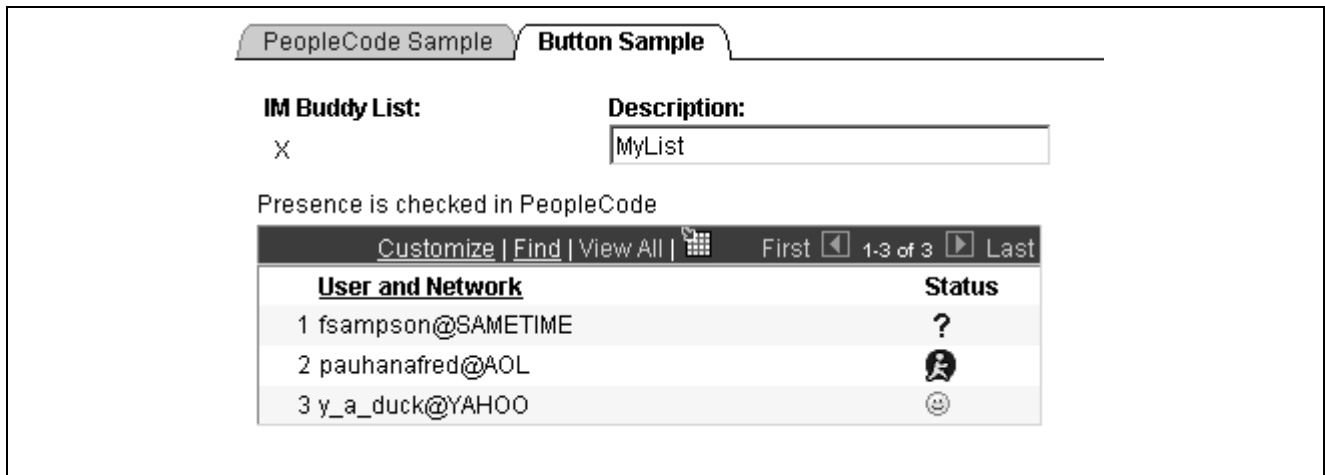 PeopleCode Sample Button Sample
IM Buddy List: Description:
X MyList
Presence is checked in PeopleCode
Customize | Find | View All | First 1-3 of 3 Last
User and Network Status
1 fsampson@SAMETIME ?
2 pauhanafred@AOL
3 y_a_duck@YAHOO